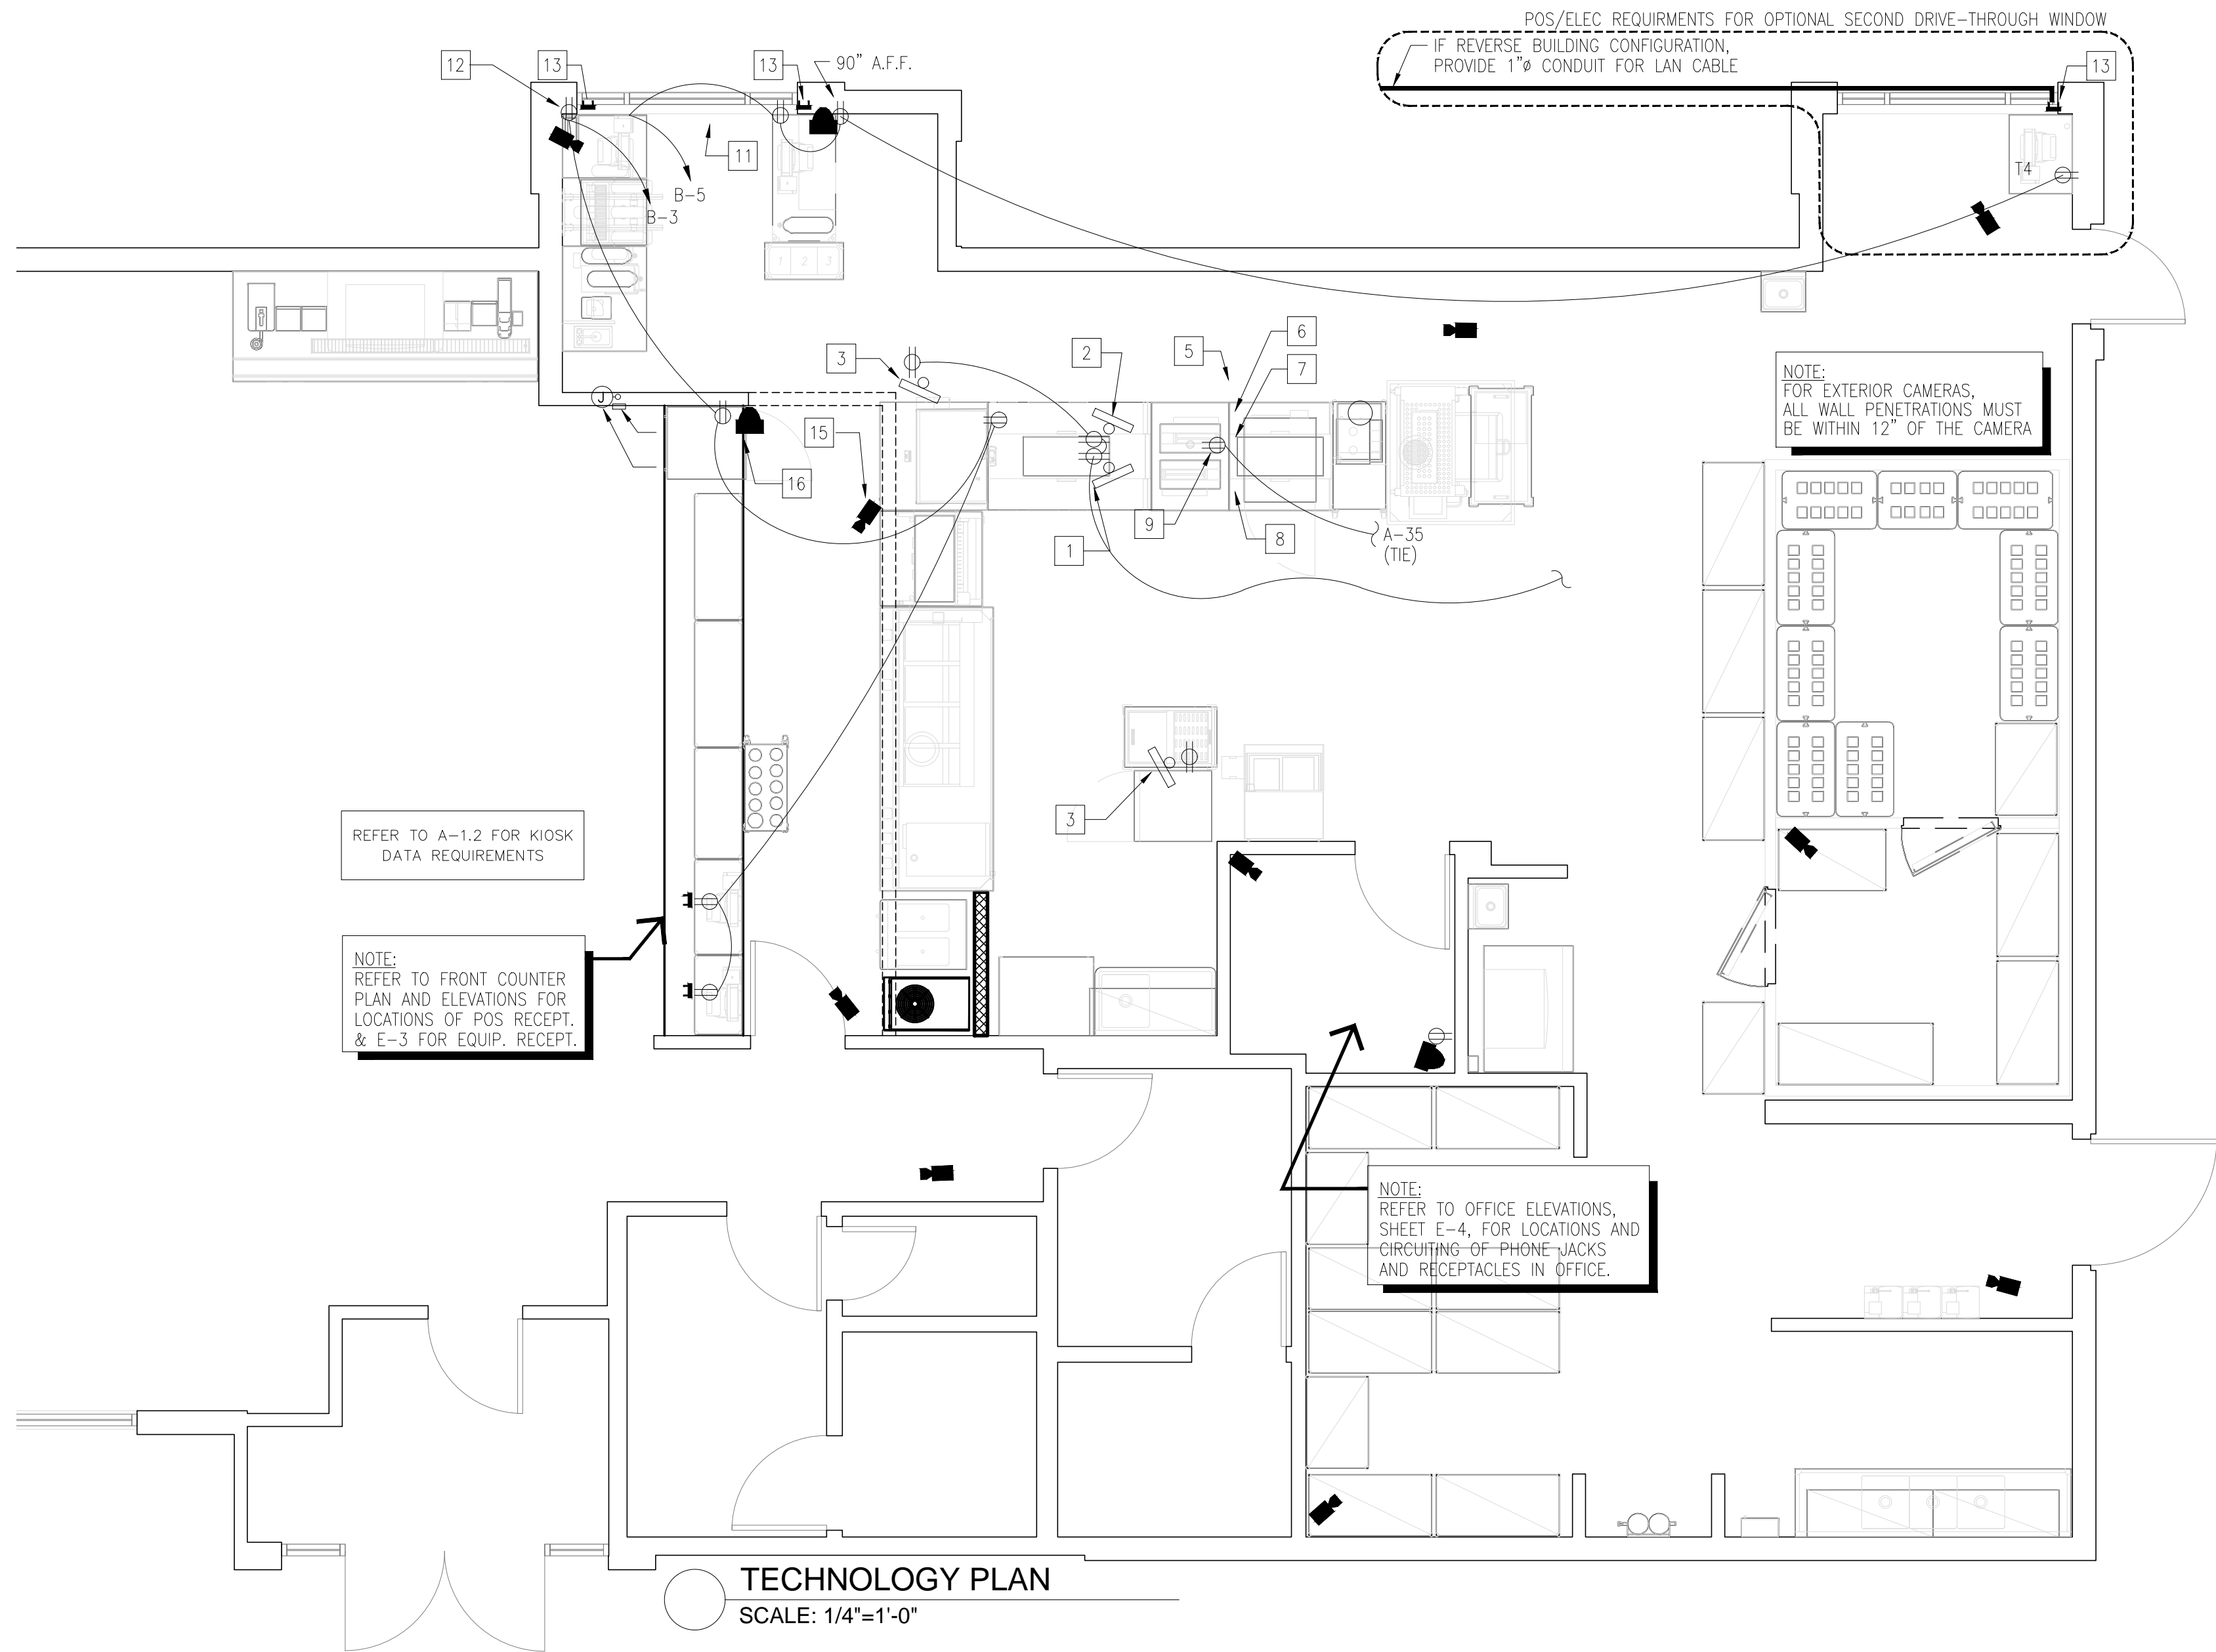 POS/ELEC REQUIRMENTS FOR OPTIONAL SECOND DRIVE-THROUGH WINDOW
IF REVERSE BUILDING CONFIGURATION,
PROVIDE 1"ø CONDUIT FOR LAN CABLE
12
13
13
90" A.F.F.
13
11
B-5
B-3
T4
1 2 3
6
3
2
5
7
NOTE:
FOR EXTERIOR CAMERAS,
ALL WALL PENETRATIONS MUST
BE WITHIN 12" OF THE CAMERA
J
15
16
9
8
1
A-35
(TIE)
3
REFER TO A-1.2 FOR KIOSK
DATA REQUIREMENTS
NOTE:
REFER TO FRONT COUNTER
PLAN AND ELEVATIONS FOR
LOCATIONS OF POS RECEPT.
& E-3 FOR EQUIP. RECEPT.
NOTE:
REFER TO OFFICE ELEVATIONS,
SHEET E-4, FOR LOCATIONS AND
CIRCUITING OF PHONE JACKS
AND RECEPTACLES IN OFFICE.
TECHNOLOGY PLAN
SCALE: 1/4"=1'-0"